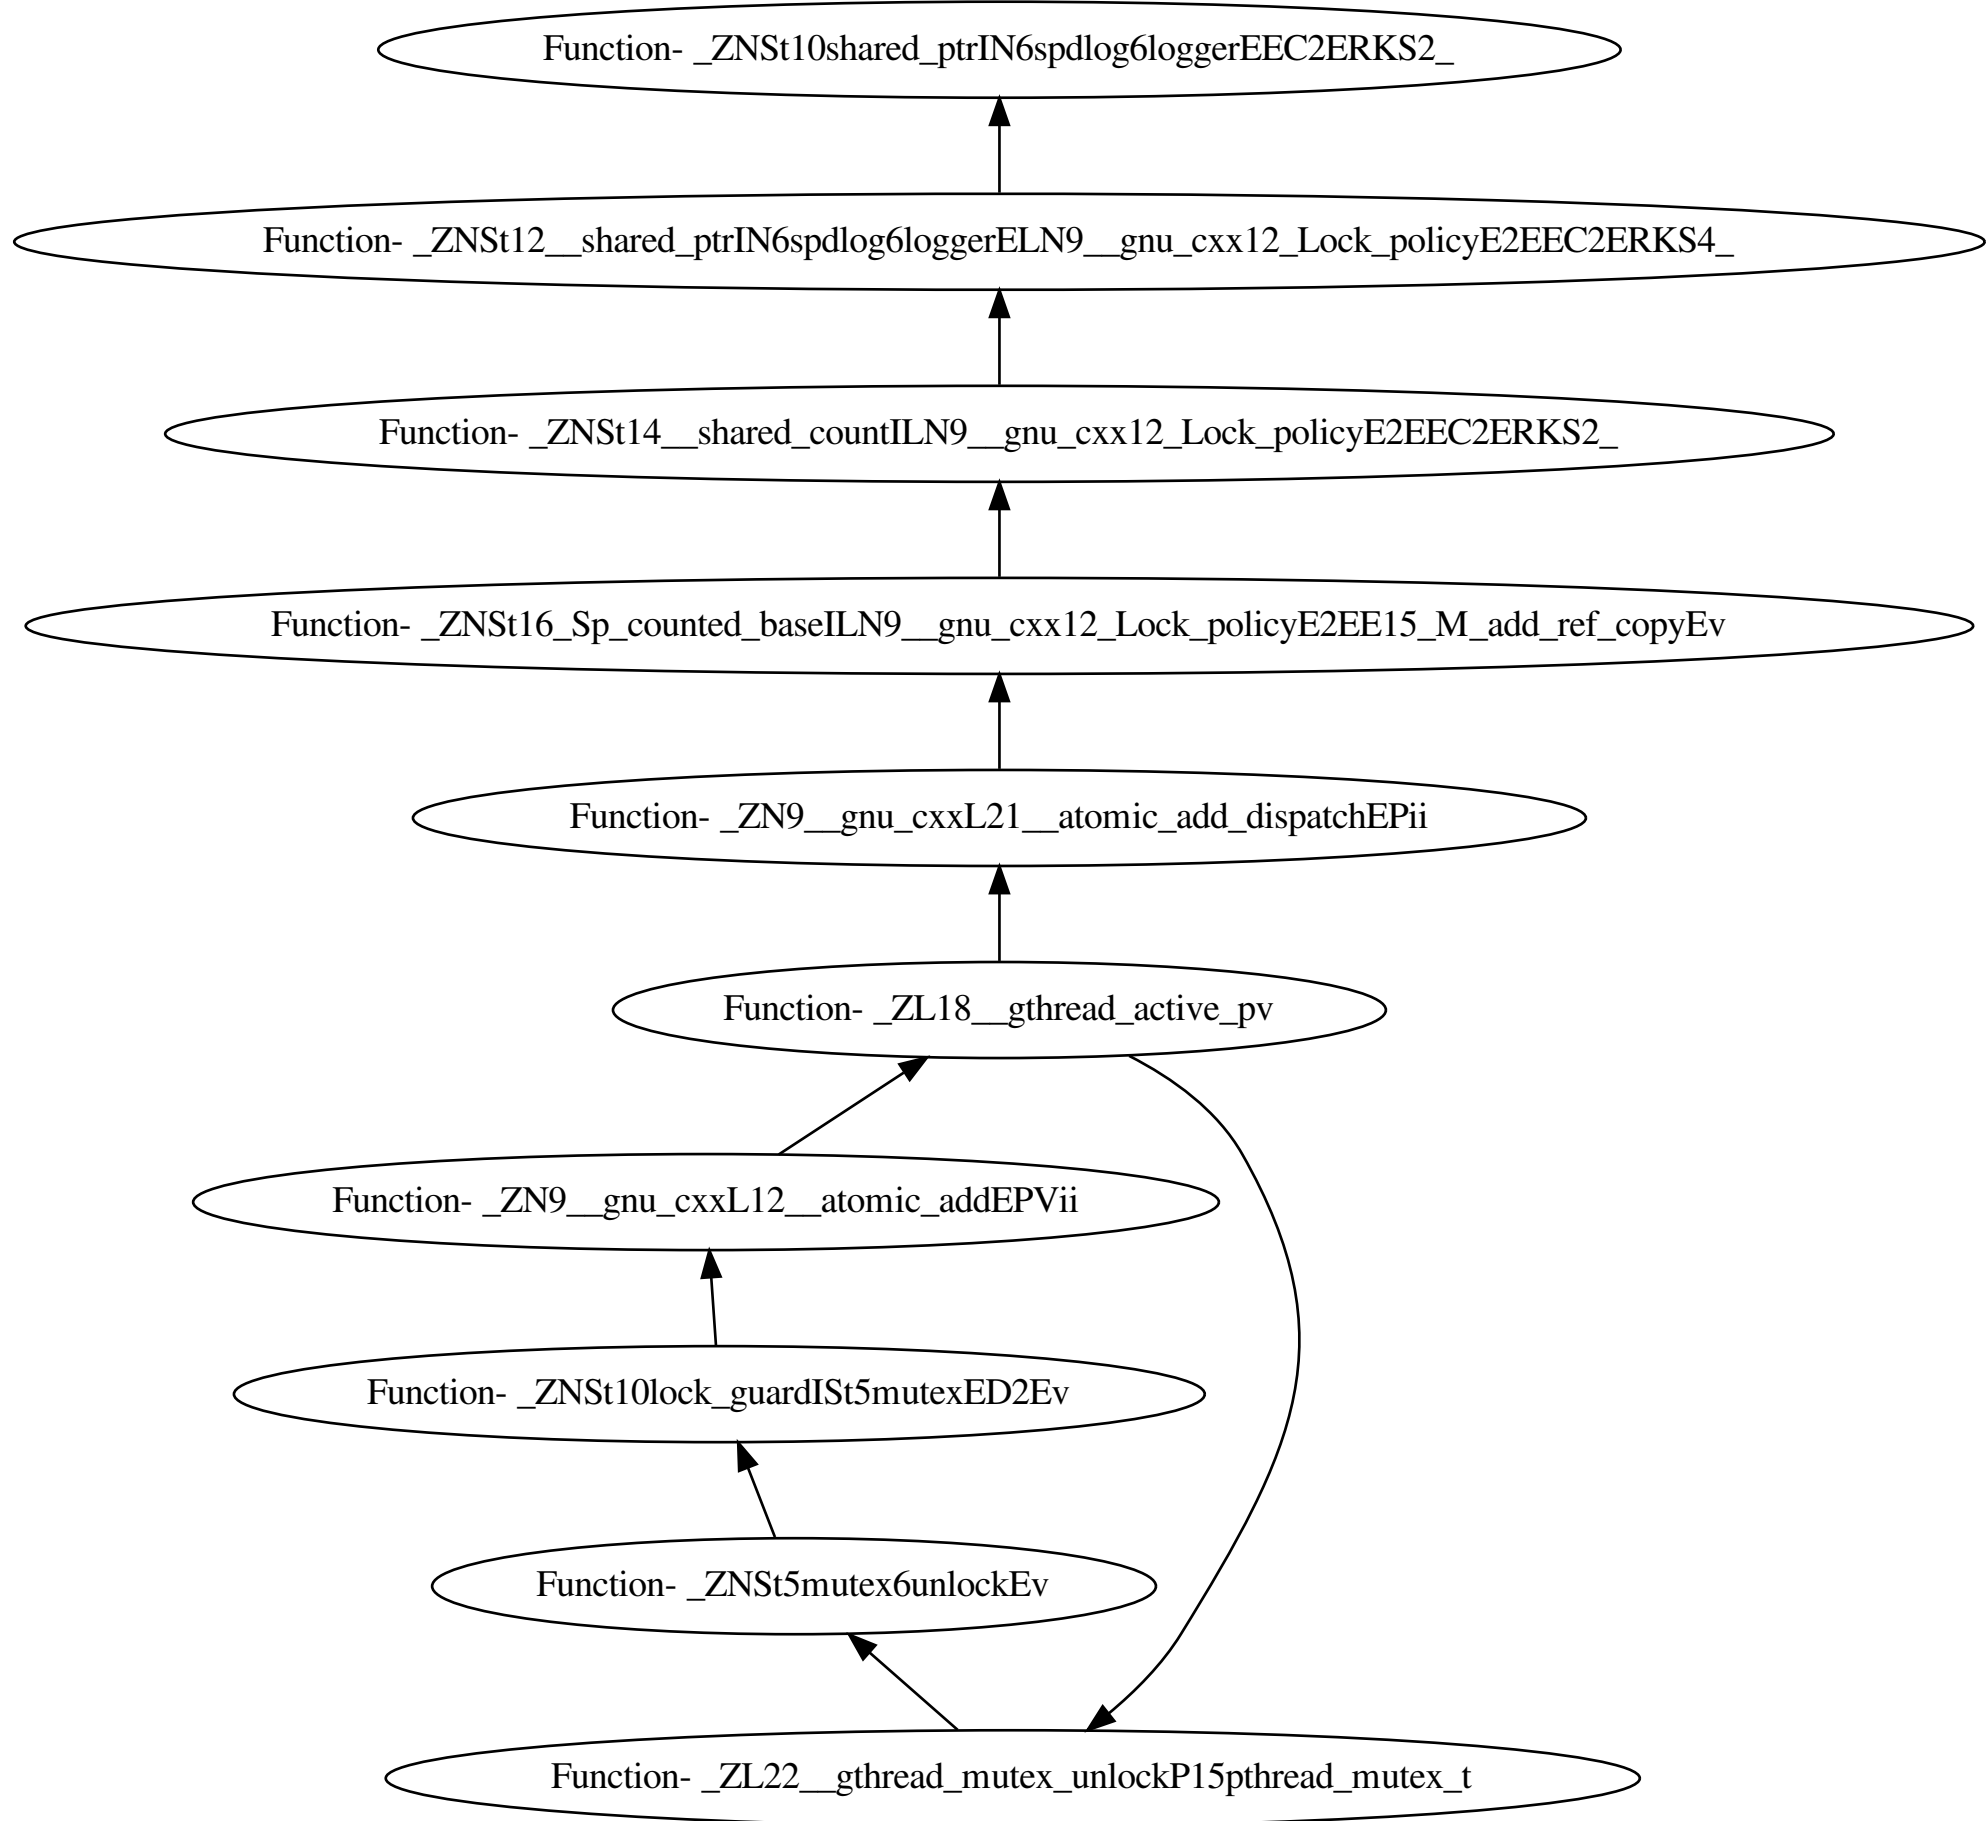 Function- _ZNSt10shared_ptrIN6spdlog6loggerEEC2ERKS2_
Function- _ZNSt12__shared_ptrIN6spdlog6loggerELN9__gnu_cxx12_Lock_policyE2EEC2ERKS4_
Function- _ZNSt14__shared_countILN9__gnu_cxx12_Lock_policyE2EEC2ERKS2_
Function- _ZNSt16_Sp_counted_baseILN9__gnu_cxx12_Lock_policyE2EE15_M_add_ref_copyEv
Function- _ZN9__gnu_cxxL21__atomic_add_dispatchEPii
Function- _ZL18__gthread_active_pv
Function- _ZN9__gnu_cxxL12__atomic_addEPVii
Function- _ZNSt10lock_guardISt5mutexED2Ev
Function- _ZNSt5mutex6unlockEv
Function- _ZL22__gthread_mutex_unlockP15pthread_mutex_t